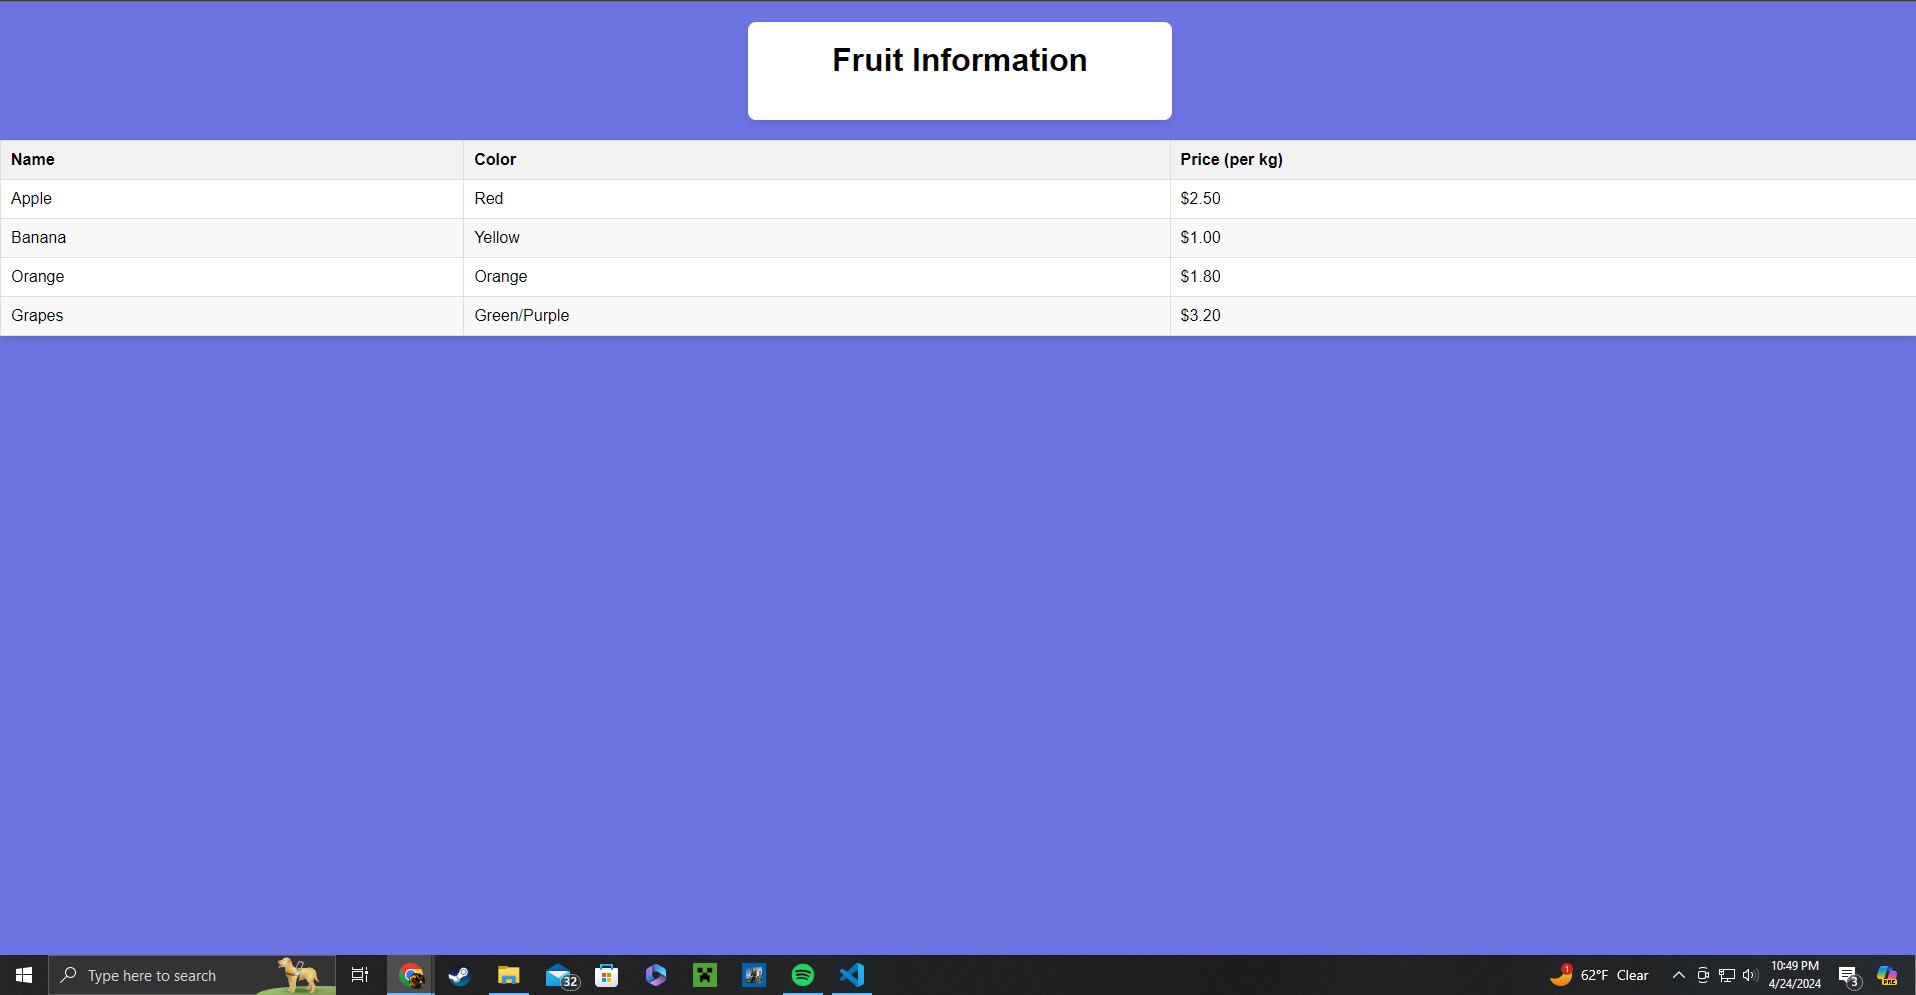 Fruit Information
Name Color Price (per kg)
Apple Red $2.50
Banana Yellow $1.00
Orange Orange $1.80
Grapes Green/Purple $3.20
Type here to search
32
1
62°F Clear
10:49 PM
4/24/2024
3
PRE